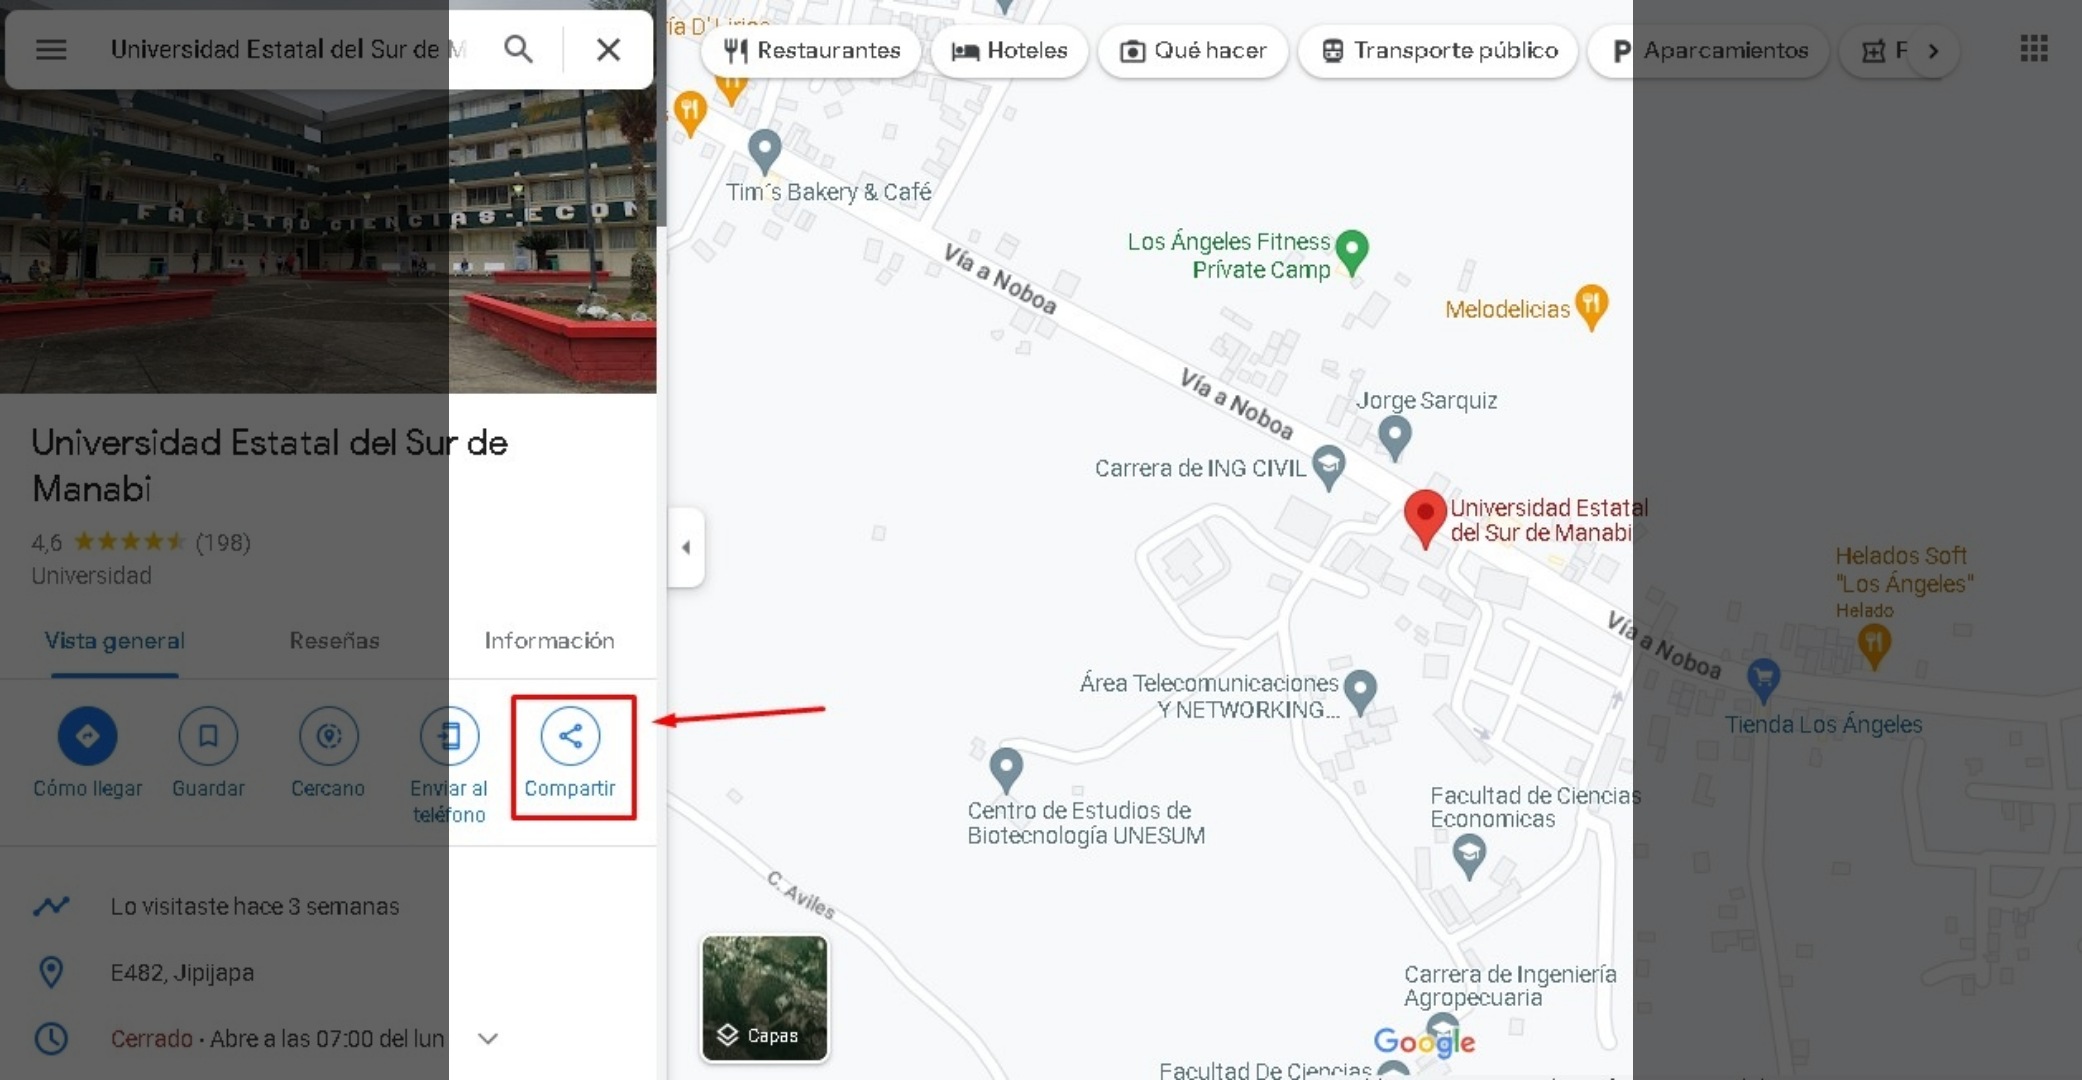 Universidad Estatal del Sur de M
ía D' Lirios
Restaurantes
Hoteles
Qué hacer
Transporte público
Aparcamientos
F
Tim´s Bakery & Café
FACULTAD CIENCIAS-ECON
Vía a Noboa
Los Ángeles Fitness
Prívate Camp
Melodelicias
Vía a Noboa
Jorge Sarquiz
Carrera de ING CIVIL
Universidad Estatal
del Sur de Manabi
Universidad Estatal del Sur de
Manabi
4,6 (198)
Universidad
Vista general
Reseñas
Información
Helados Soft
"Los Ángeles"
Helado
Vía a Noboa
Tienda Los Ángeles
Área Telecomunicaciones
Y NETWORKING...
Cómo llegar
Guardar
Cercano
Enviar al
teléfono
Compartir
Centro de Estudios de
Biotecnología UNESUM
Facultad de Ciencias
Economicas
C. Aviles
Lo visitaste hace 3 semanas
E482, Jipijapa
Cerrado · Abre a las 07:00 del lun
Carrera de Ingeniería
Agropecuaria
Capas
Google
Facultad De Ciencias